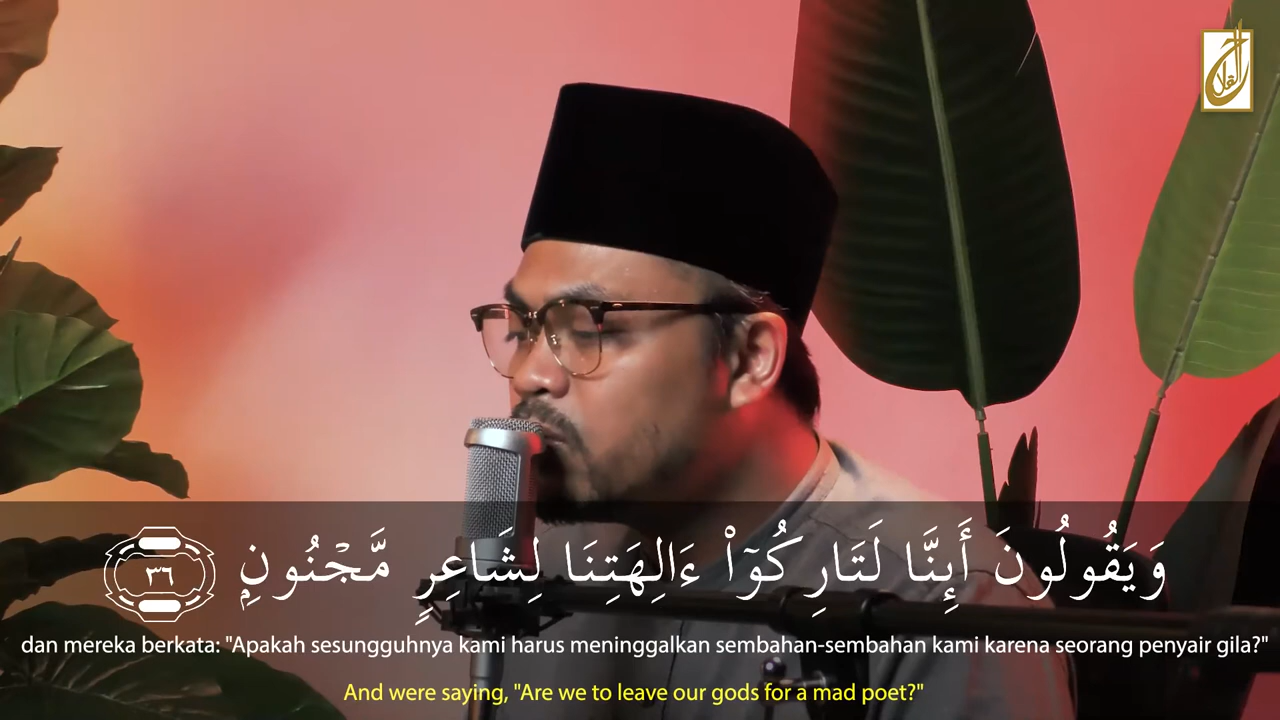 القلاح
وَيَقُولُونَ أَئِنَّا لَتَارِكُوٓا۟ ءَالِهَتِنَا لِشَاعِرٍ مَّجْنُونٍۭ ٣٦
dan mereka berkata: "Apakah sesungguhnya kami harus meninggalkan sembahan-sembahan kami karena seorang penyair gila?"
And were saying, "Are we to leave our gods for a mad poet?"